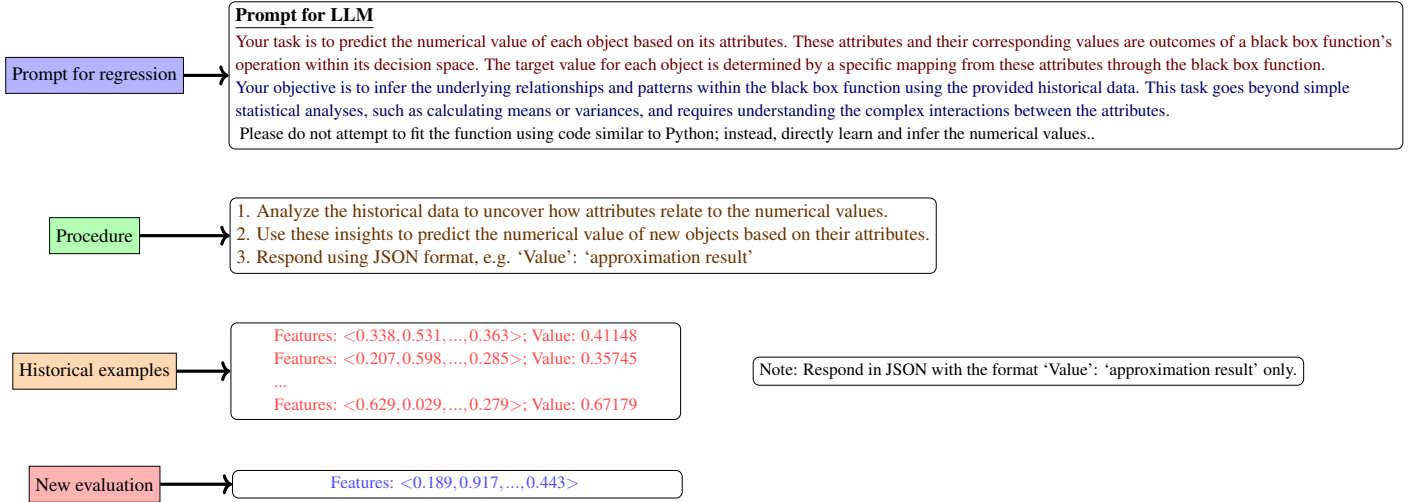 Prompt for LLM
Prompt for regression
Your task is to predict the numerical value of each object based on its attributes. These attributes and their corresponding values are outcomes of a black box function's
operation within its decision space. The target value for each object is determined by a specific mapping from these attributes through the black box function.
Your objective is to infer the underlying relationships and patterns within the black box function using the provided historical data. This task goes beyond simple
statistical analyses, such as calculating means or variances, and requires understanding the complex interactions between the attributes.
Please do not attempt to fit the function using code similar to Python; instead, directly learn and infer the numerical values..
Procedure
1. Analyze the historical data to uncover how attributes relate to the numerical values.
2. Use these insights to predict the numerical value of new objects based on their attributes.
3. Respond using JSON format, e.g. ‘Value’: ‘approximation result’
Historical examples
Features: <0.338,0.531,...,0.363>; Value: 0.41148
Features: <0.207,0.598,...,0.285>; Value: 0.35745
...
Features: <0.629,0.029,...,0.279>; Value: 0.67179
Note: Respond in JSON with the format ‘Value’: ‘approximation result’ only.
New evaluation
Features: <0.189,0.917,...,0.443>